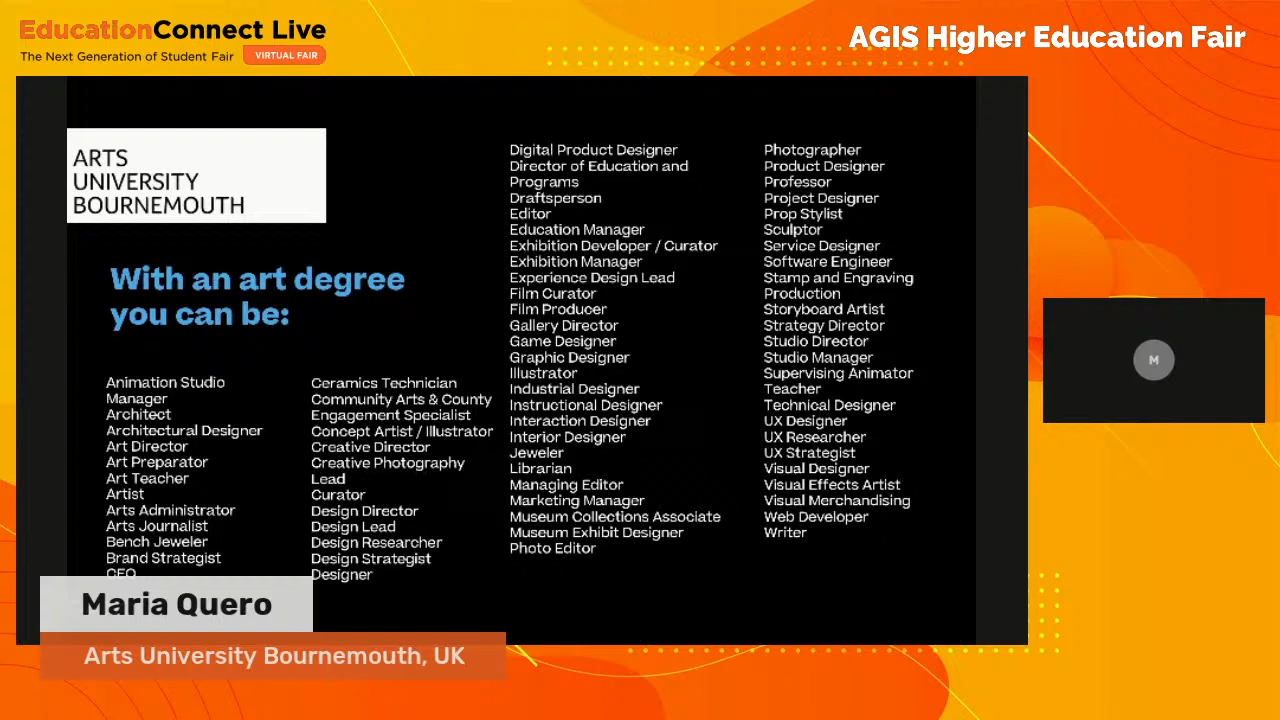 EducationConnect Live
The Next Generation of Student Fair
VIRTUAL FAIR
AGIS Higher Education Fair
ARTS
UNIVERSITY
BOURNEMOUTH
With an art degree
you can be:
Animation Studio
Manager
Architect
Architectural Designer
Art Director
Art Preparator
Art Teacher
Artist
Arts Administrator
Arts Journalist
Bench Jeweler
Brand Strategist
CEO
Ceramics Technician
Community Arts & County
Engagement Specialist
Concept Artist / Illustrator
Creative Director
Creative Photography
Lead
Curator
Design Director
Design Lead
Design Researcher
Design Strategist
Designer
Digital Product Designer
Director of Education and
Programs
Draftsperson
Editor
Education Manager
Exhibition Developer / Curator
Exhibition Manager
Experience Design Lead
Film Curator
Film Producer
Gallery Director
Game Designer
Graphic Designer
Illustrator
Industrial Designer
Instructional Designer
Interaction Designer
Interior Designer
Jeweler
Librarian
Managing Editor
Marketing Manager
Museum Collections Associate
Museum Exhibit Designer
Photo Editor
Photographer
Product Designer
Professor
Project Designer
Prop Stylist
Sculptor
Service Designer
Software Engineer
Stamp and Engraving
Production
Storyboard Artist
Strategy Director
Studio Director
Studio Manager
Supervising Animator
Teacher
Technical Designer
UX Designer
UX Researcher
UX Strategist
Visual Designer
Visual Effects Artist
Visual Merchandising
Web Developer
Writer
M
Maria Quero
Arts University Bournemouth, UK